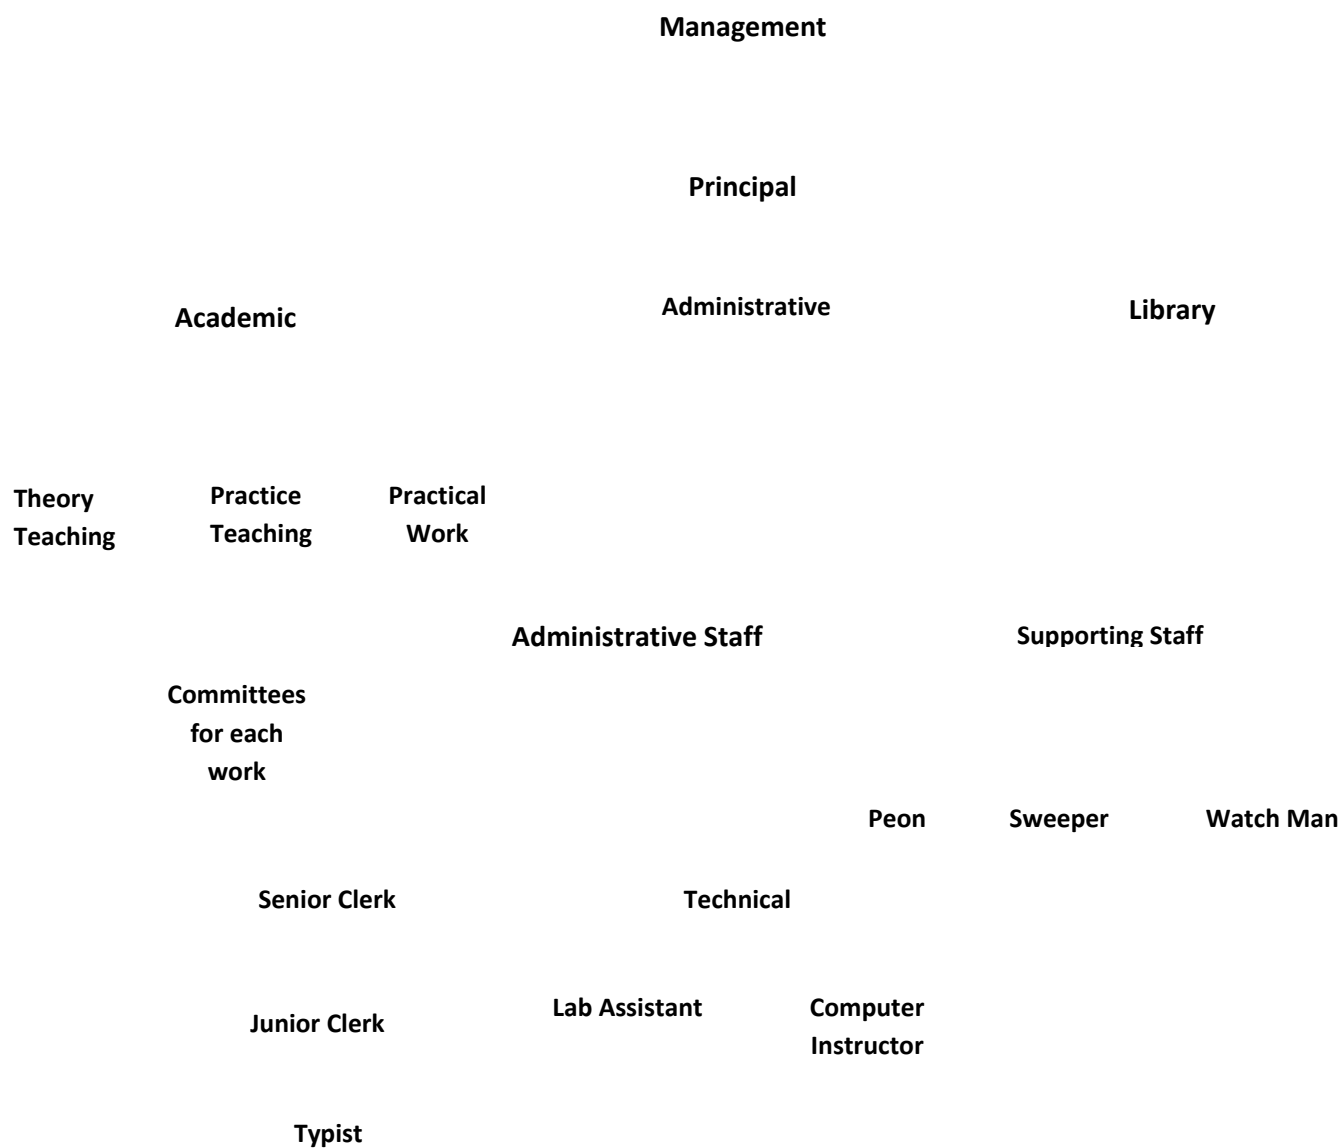 Management
Principal
Academic
Administrative
Library
Theory
Teaching
Practice
Teaching
Practical
Work
Administrative Staff
Supporting Staff
Committees
for each
work
Peon
Sweeper
Watch Man
Senior Clerk
Technical
Junior Clerk
Lab Assistant
Computer
Instructor
Typist